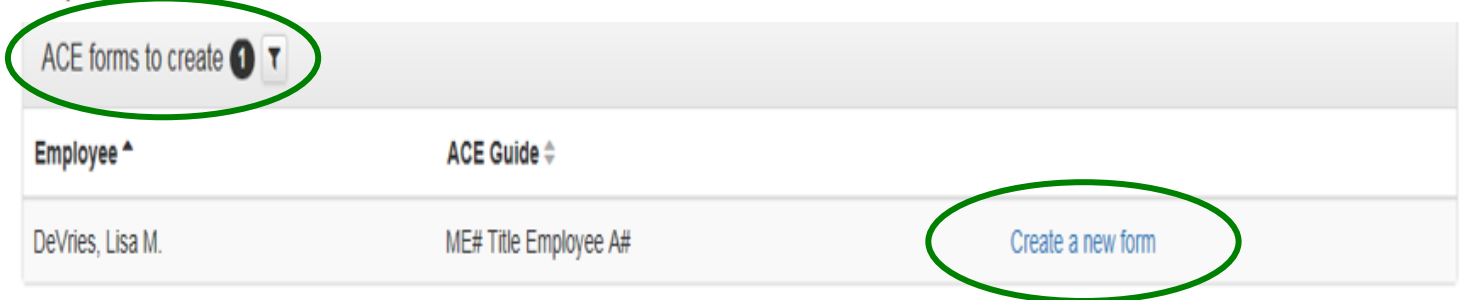 ACE forms to create 1
Employee ACE Guide
DeVries, Lisa M. ME# Title Employee A# Create a new form